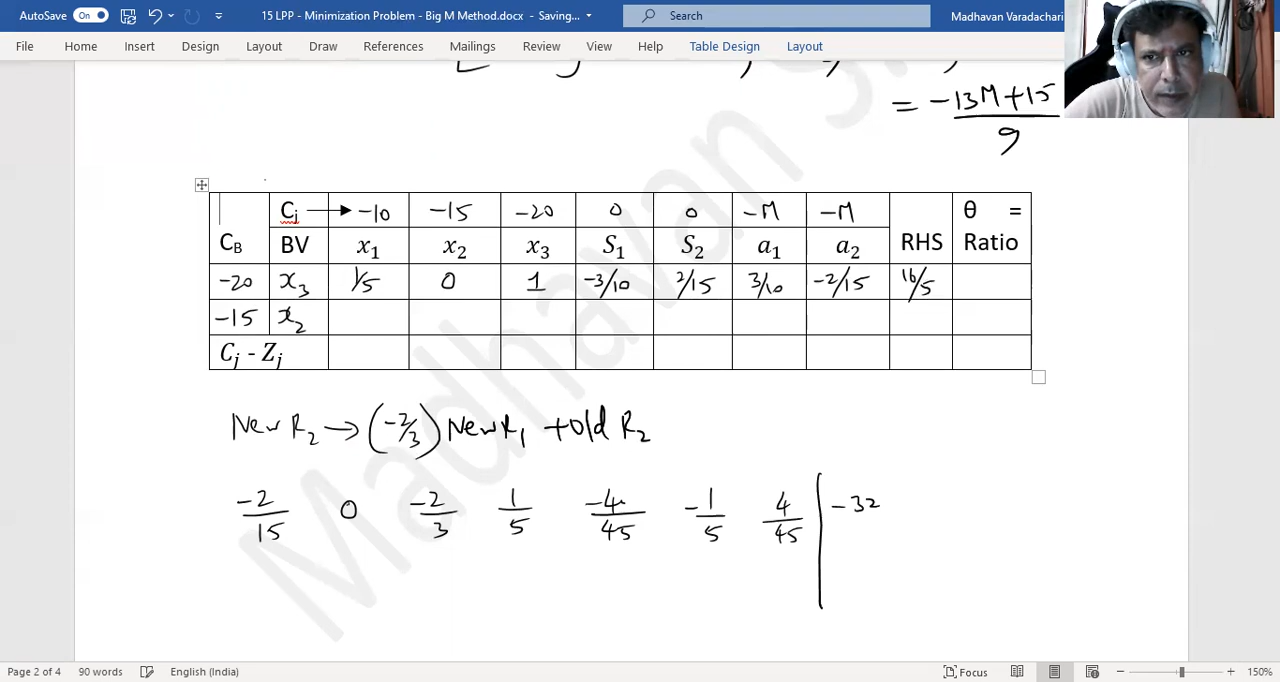 AutoSave On 15 LPP - Minimization Problem - Big M Method.docx - Saving... Search Madhavan Varadachari
File Home Insert Design Layout Draw References Mailings Review View Help Table Design Layout
= -13M+15
9
Cj -10 -15 -20 0 0 -M -M θ =
CB BV x1 x2 x3 S1 S2 a1 a2 RHS Ratio
-20 x3 1/5 0 1 -3/10 2/15 3/10 -2/15 16/5
-15 x2
Cj - Zj
New R2 → (-2/3) New R1 + Old R2
-2/15 0 -2/3 1/5 -4/45 -1/5 4/45 | -32
Madhavan
Page 2 of 4 90 words English (India) Focus 150%